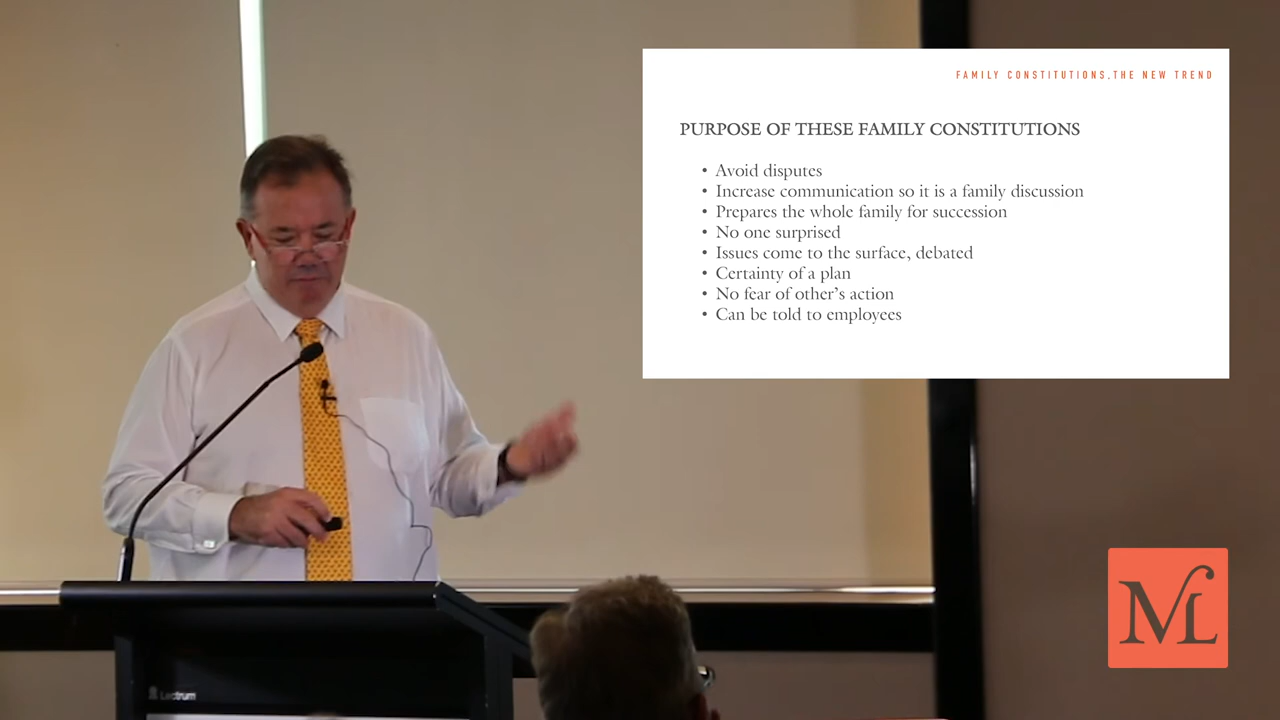 FAMILY CONSTITUTIONS.THE NEW TREND
PURPOSE OF THESE FAMILY CONSTITUTIONS
• Avoid disputes
• Increase communication so it is a family discussion
• Prepares the whole family for succession
• No one surprised
• Issues come to the surface, debated
• Certainty of a plan
• No fear of other’s action
• Can be told to employees
ML
Lectrum